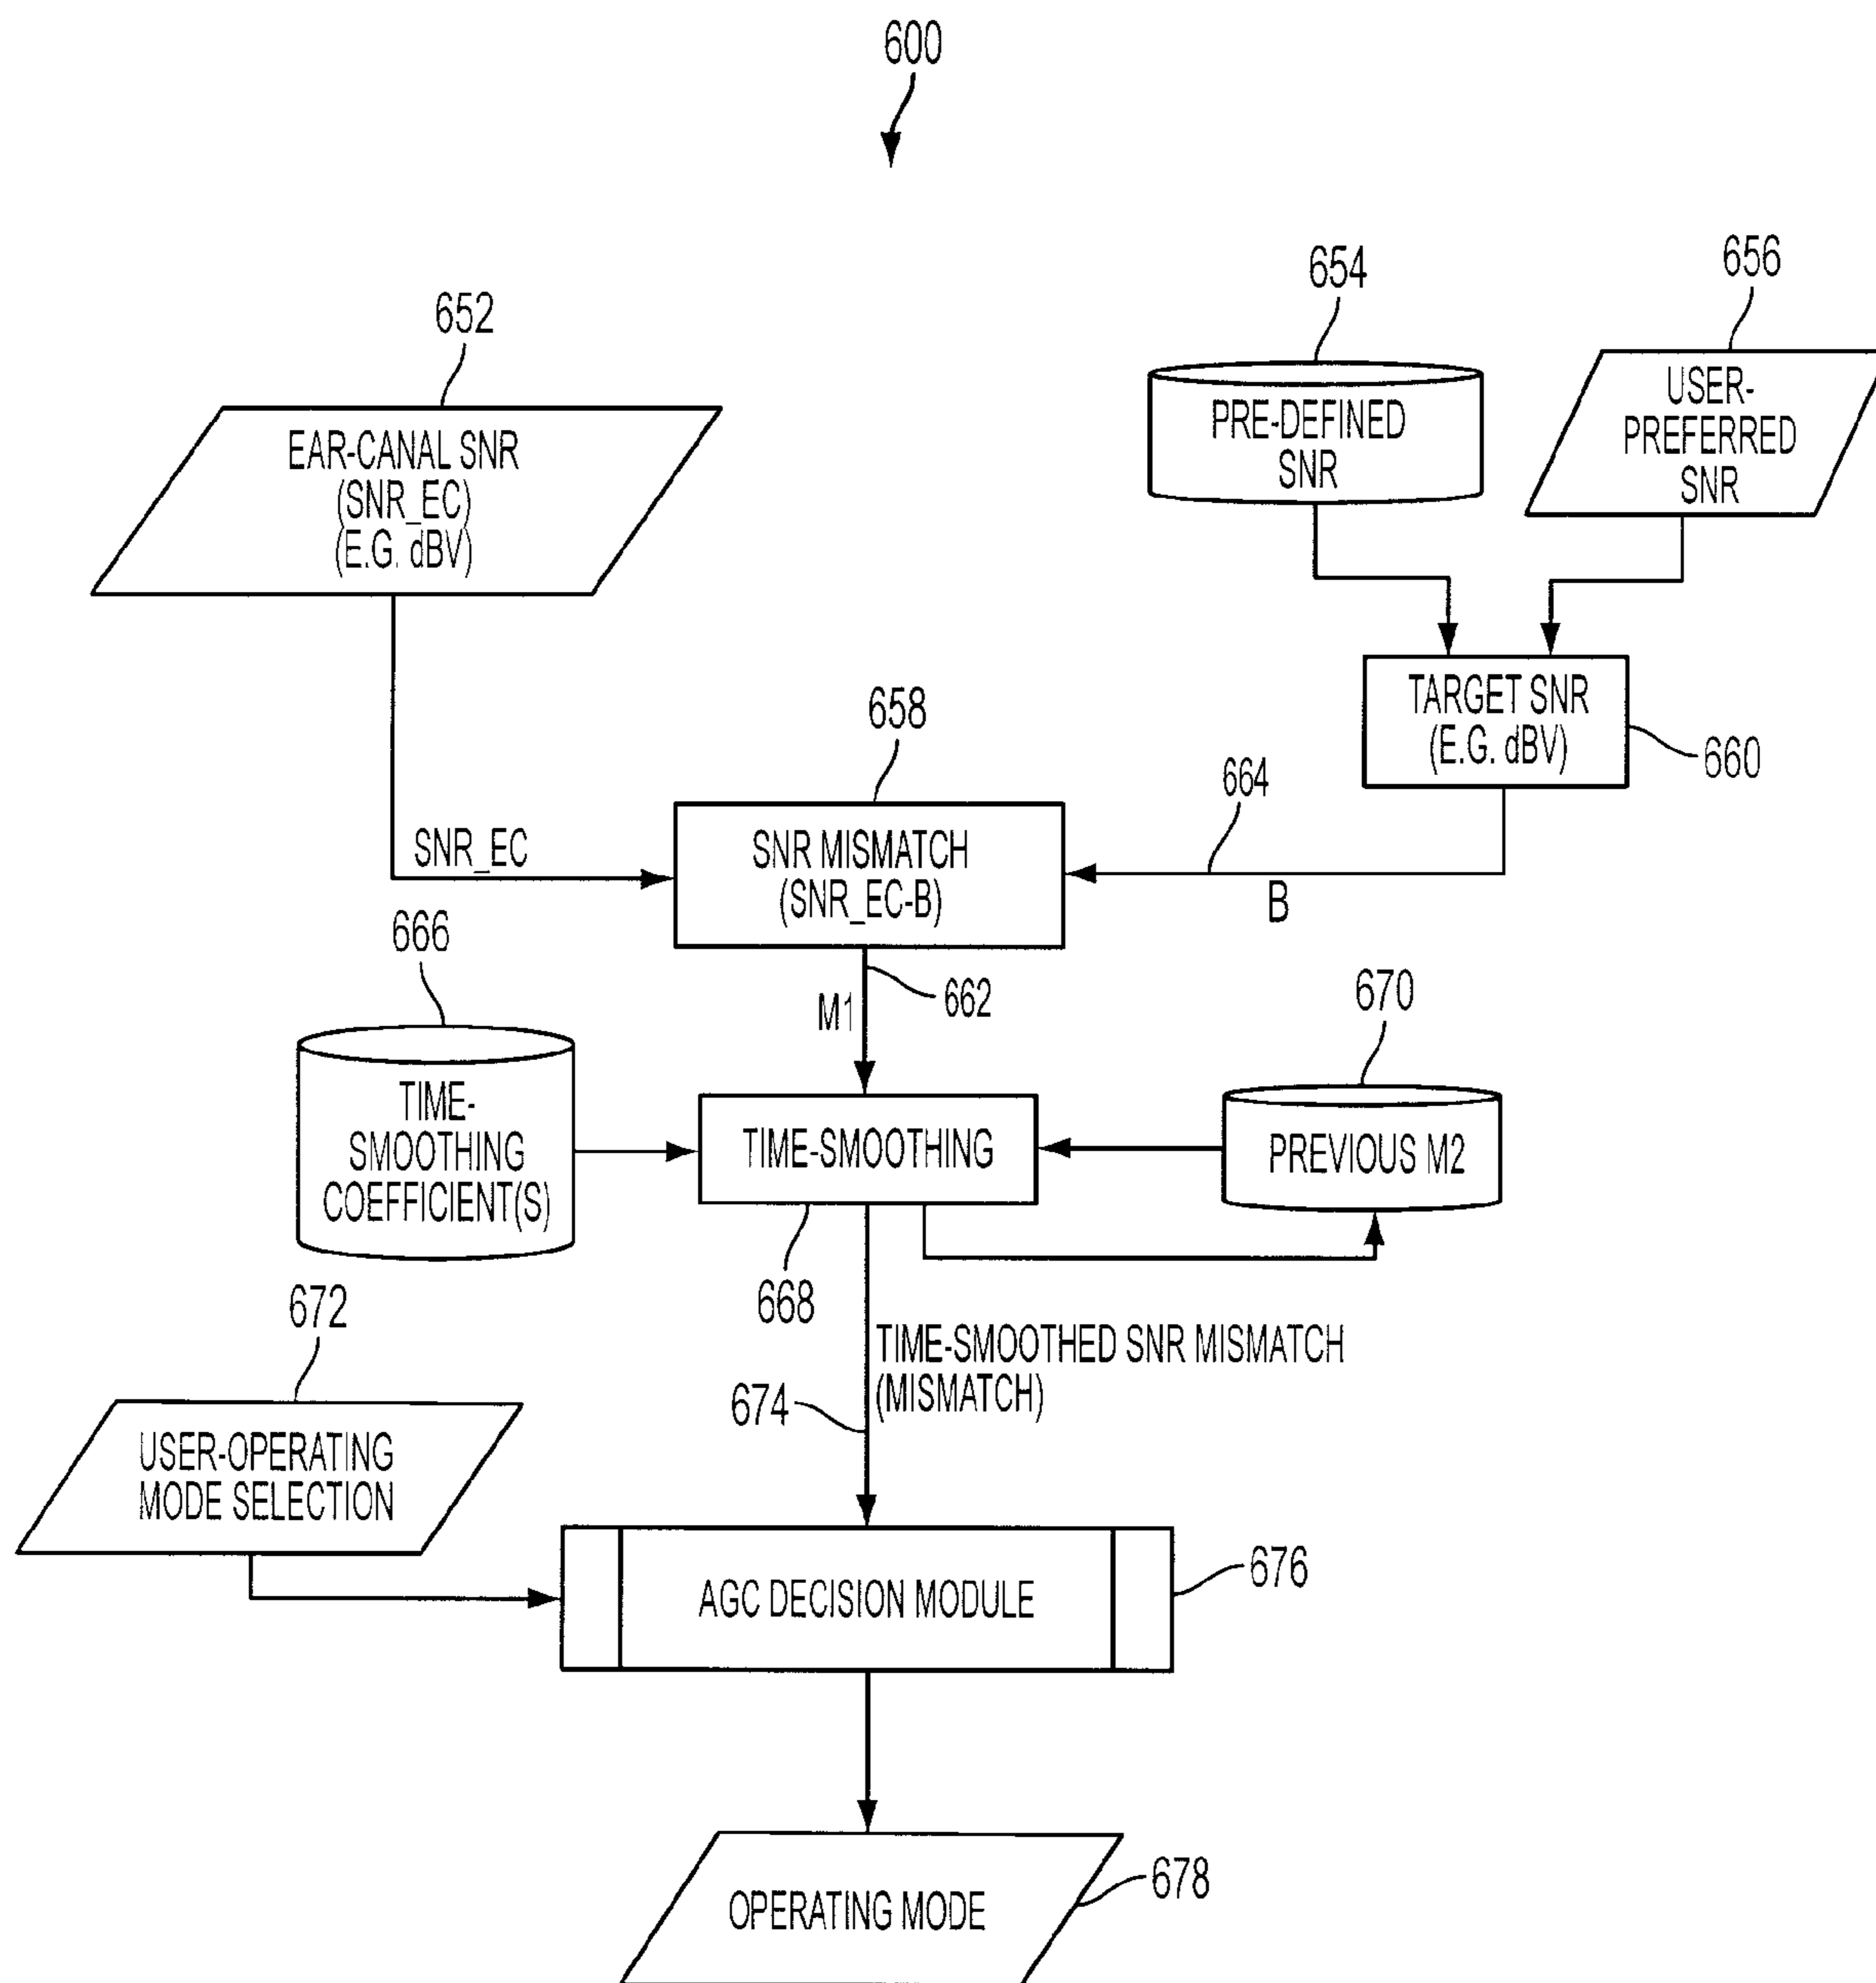 600
652
EAR-CANAL SNR
(SNR_EC)
(E.G. dBV)
654
PRE-DEFINED
SNR
656
USER-
PREFERRED
SNR
TARGET SNR
(E.G. dBV)
660
658
664
SNR_EC
SNR MISMATCH
(SNR_EC-B)
B
662
M1
666
TIME-
SMOOTHING
COEFFICIENT(S)
TIME-SMOOTHING
668
670
PREVIOUS M2
672
USER-OPERATING
MODE SELECTION
TIME-SMOOTHED SNR MISMATCH
(MISMATCH)
674
AGC DECISION MODULE
676
OPERATING MODE
678